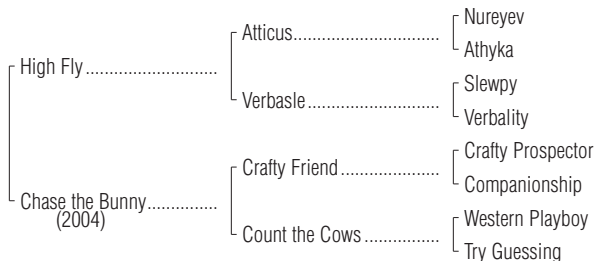 Nureyev
Atticus
Athyka
High Fly
Slewpy
Verbasle
Verbality
Crafty Prospector
Crafty Friend
Companionship
Chase the Bunny
(2004)
Western Playboy
Count the Cows
Try Guessing